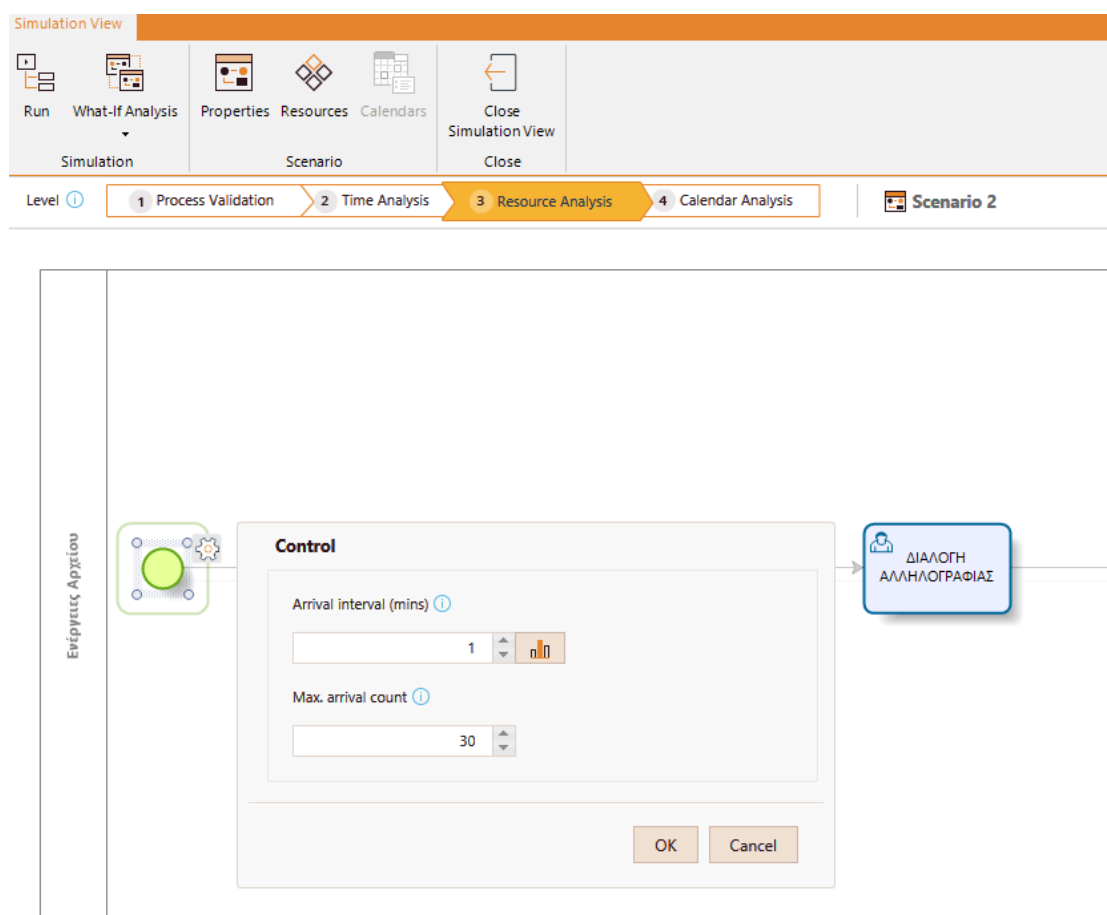 Simulation View
Run
What-If Analysis
Properties
Resources
Calendars
Close
Simulation View
Simulation
Scenario
Close
Level
1 Process Validation
2 Time Analysis
3 Resource Analysis
4 Calendar Analysis
Scenario 2
Ενέργειες Αρχείου
Control
Arrival interval (mins)
1
Max. arrival count
30
OK
Cancel
ΔΙΑΛΟΓΗ
ΑΛΛΗΛΟΓΡΑΦΙΑΣ